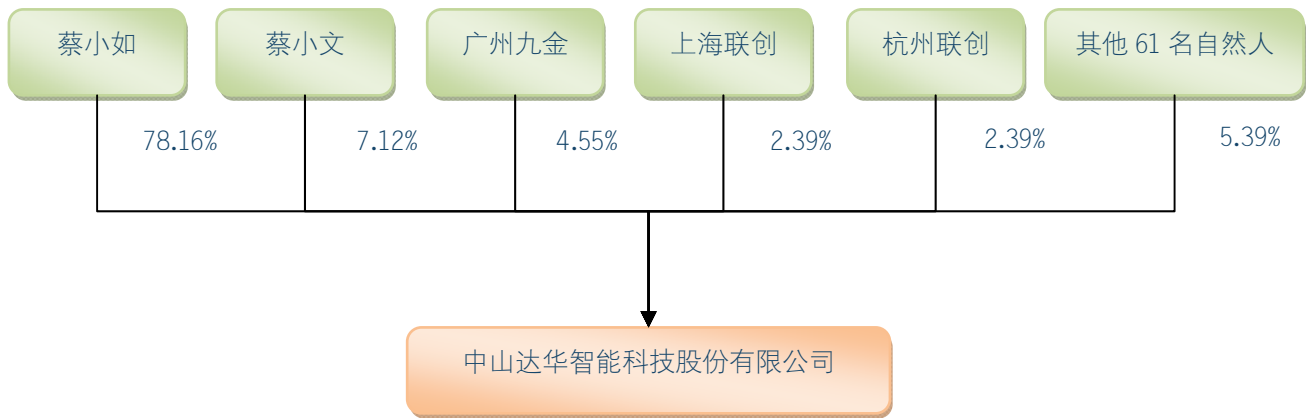 蔡小如
蔡小文
广州九金
上海联创
杭州联创
其他 61 名自然人
78.16%
7.12%
4.55%
2.39%
2.39%
5.39%
中山达华智能科技股份有限公司